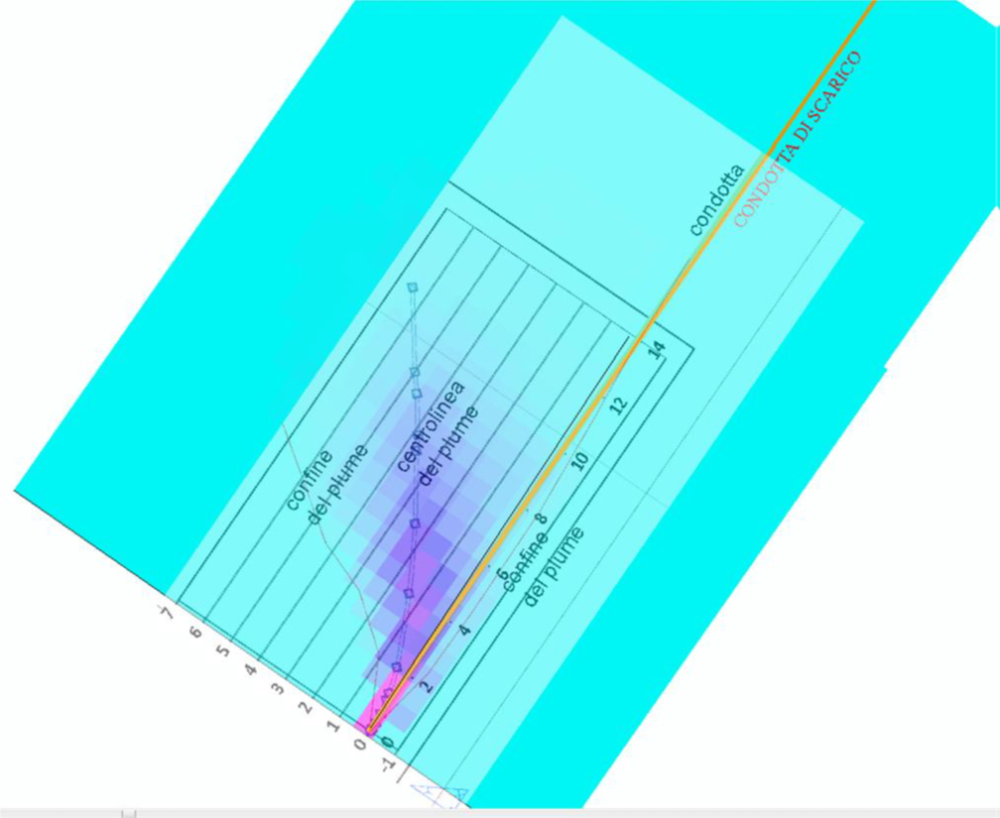 CONDOTTA DI SCARICO
condotta
centrolinea
del plume
confine
del plume
confine
del plume
14
12
10
8
6
4
2
0
7
6
5
4
3
2
1
0
-1